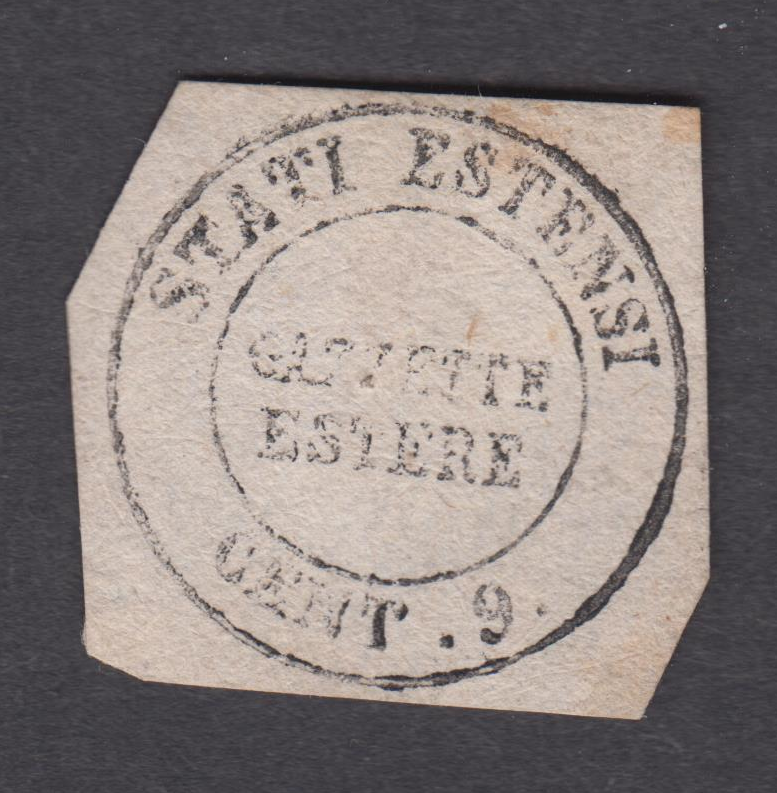 STATI ESTENSI
GAZZETTE
ESTERE
CENT. 9.